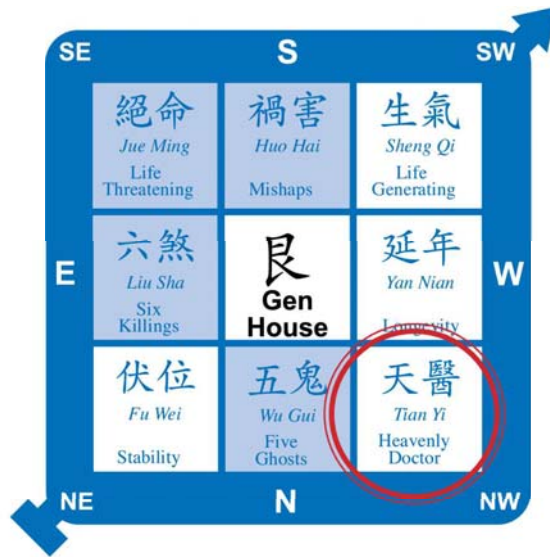 SE S SW
絕命 禍害 生氣
Jue Ming Huo Hai Sheng Qi
Life Life
Threatening Mishaps Generating
E W
六煞 艮 延年
Liu Sha Gen Yan Nian
Six House
Killings Longevity
伏位 五鬼 天醫
Fu Wei Wu Gui Tian Yi
Five Heavenly
Stability Ghosts Doctor
NE N NW